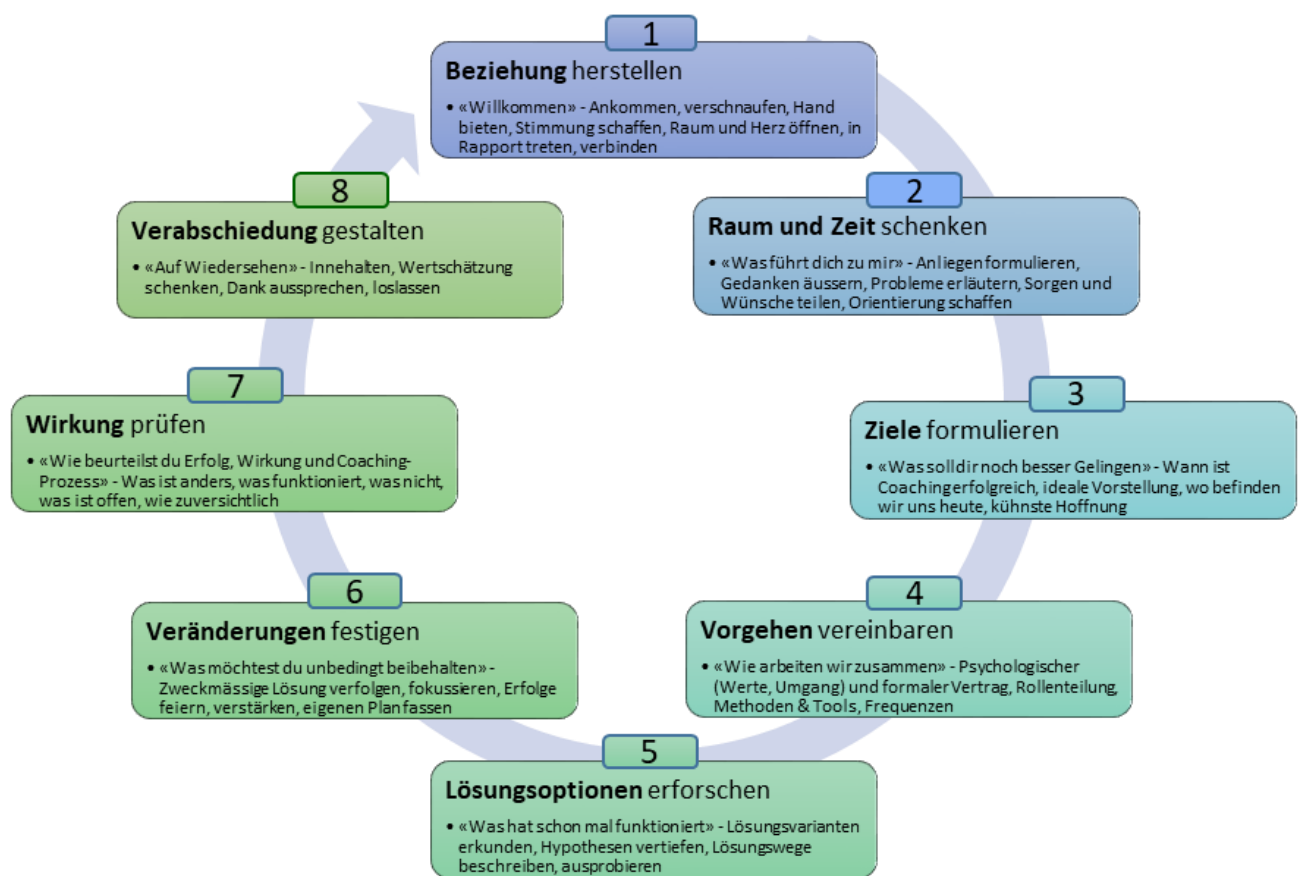 1
Beziehung herstellen
• «Willkommen» - Ankommen, verschnaufen, Hand
bieten, Stimmung schaffen, Raum und Herz öffnen, in
Rapport treten, verbinden
2
Raum und Zeit schenken
• «Was führt dich zu mir» - Anliegen formulieren,
Gedanken äussern, Probleme erläutern, Sorgen und
Wünsche teilen, Orientierung schaffen
3
Ziele formulieren
• «Was soll dir noch besser Gelingen» - Wann ist
Coaching erfolgreich, ideale Vorstellung, wo befinden
wir uns heute, kühnste Hoffnung
4
Vorgehen vereinbaren
• «Wie arbeiten wir zusammen» - Psychologischer
(Werte, Umgang) und formaler Vertrag, Rollenteilung,
Methoden & Tools, Frequenzen
5
Lösungsoptionen erforschen
• «Was hat schon mal funktioniert» - Lösungsvarianten
erkunden, Hypothesen vertiefen, Lösungswege
beschreiben, ausprobieren
6
Veränderungen festigen
• «Was möchtest du unbedingt beibehalten» -
Zweckmässige Lösung verfolgen, fokussieren, Erfolge
feiern, verstärken, eigenen Plan fassen
7
Wirkung prüfen
• «Wie beurteilst du Erfolg, Wirkung und Coaching-
Prozess» - Was ist anders, was funktioniert, was nicht,
was ist offen, wie zuversichtlich
8
Verabschiedung gestalten
• «Auf Wiedersehen» - Innehalten, Wertschätzung
schenken, Dank aussprechen, loslassen